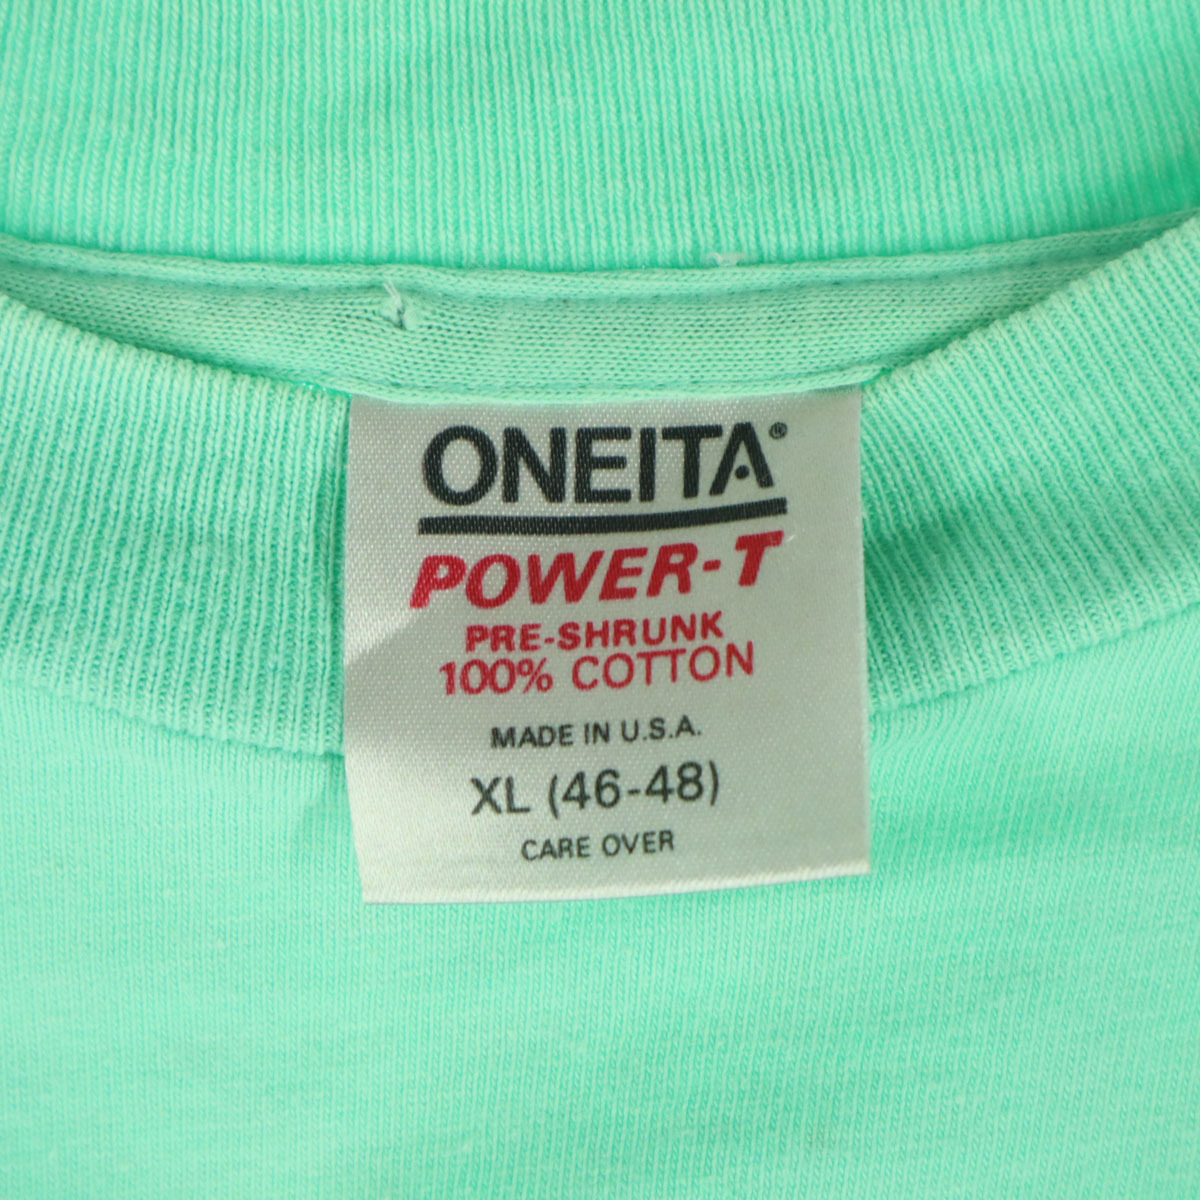 ONEITA®
POWER-T
PRE-SHRUNK
100% COTTON
MADE IN U.S.A.
XL (46-48)
CARE OVER